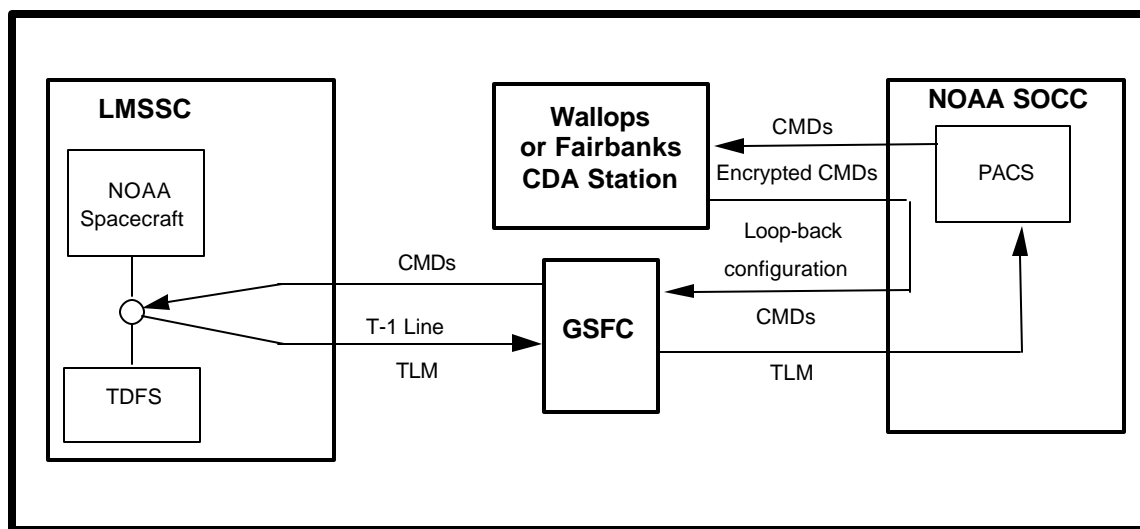 LMSSC
NOAA
Spacecraft
TDFS
CMDs
T-1 Line
TLM
Wallops
or Fairbanks
CDA Station
GSFC
CMDs
Encrypted CMDs
Loop-back
configuration
CMDs
TLM
NOAA SOCC
PACS